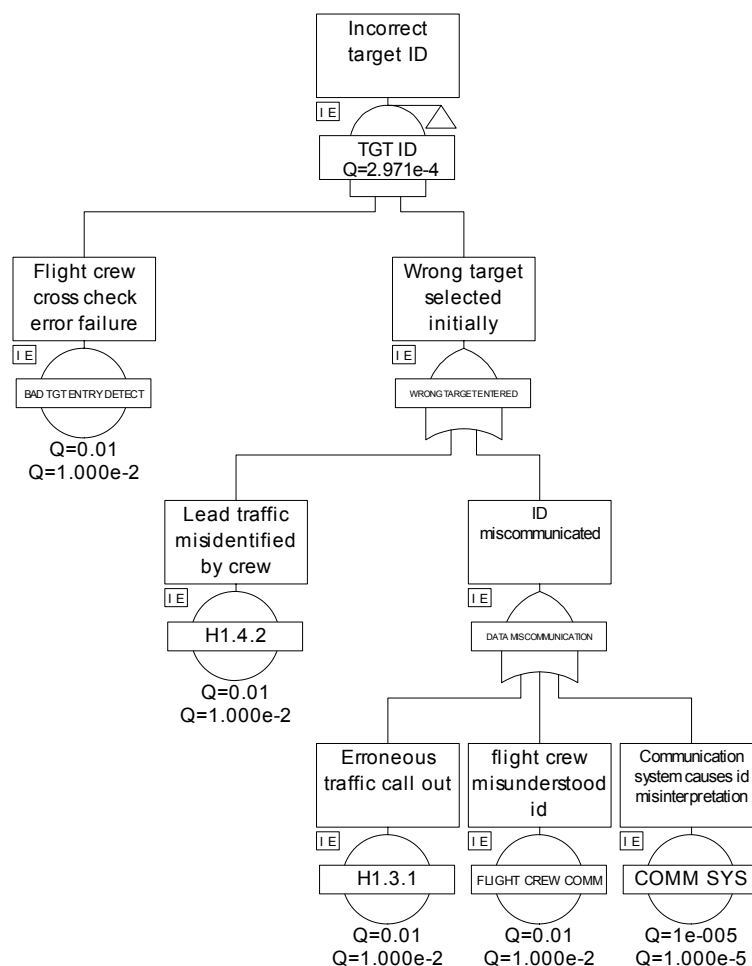 Incorrect
target ID
I E
TGT ID
Q=2.971e-4
Flight crew
cross check
error failure
I E
BAD TGT ENTRY DETECT
Q=0.01
Q=1.000e-2
Wrong target
selected
initially
I E
WRONG TARGET ENTERED
Lead traffic
misidentified
by crew
I E
H1.4.2
Q=0.01
Q=1.000e-2
ID
miscommunicated
I E
DATA MISCOMMUNICATION
Erroneous
traffic call out
I E
H1.3.1
Q=0.01
Q=1.000e-2
flight crew
misunderstood
id
I E
FLIGHT CREW COMM
Q=0.01
Q=1.000e-2
Communication
system causes id
misinterpretation
I E
COMM SYS
Q=1e-005
Q=1.000e-5